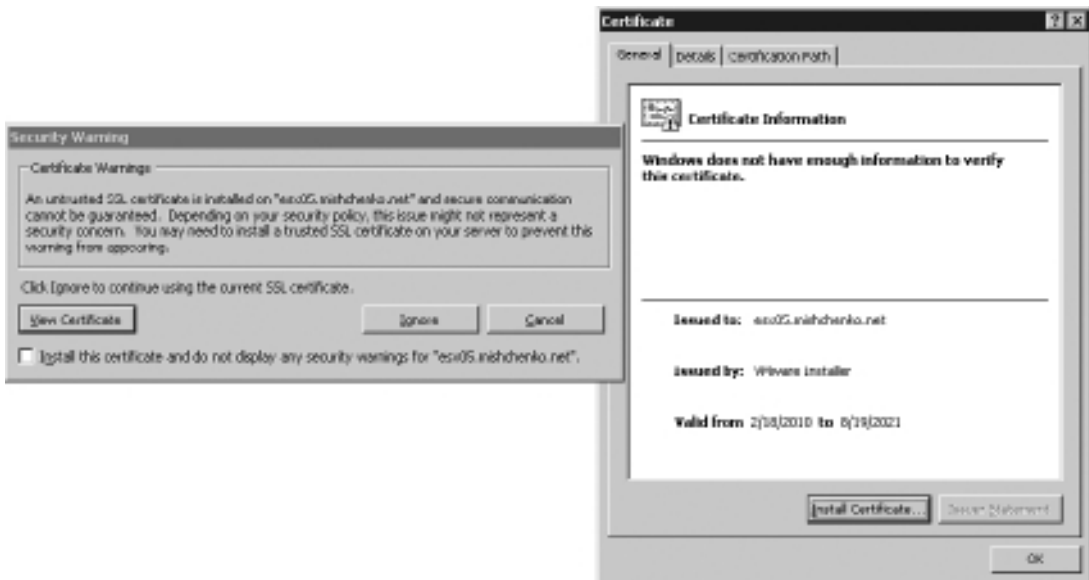 Security Warning
Certificate Warnings
An untrusted SSL certificate is installed on "esx05.mishchenko.net" and secure communication
cannot be guaranteed. Depending on your security policy, this issue might not represent a
security concern. You may need to install a trusted SSL certificate on your server to prevent this
warning from appearing.
Click Ignore to continue using the current SSL certificate.
View Certificate
Ignore
Cancel
Install this certificate and do not display any security warnings for "esx05.mishchenko.net".
Certificate
General
Details
Certification Path
Certificate Information
Windows does not have enough information to verify
this certificate.
Issued to: esx05.mishchenko.net
Issued by: VMware Installer
Valid from 2/18/2010 to 8/19/2021
Install Certificate...
Issuer Statement
OK